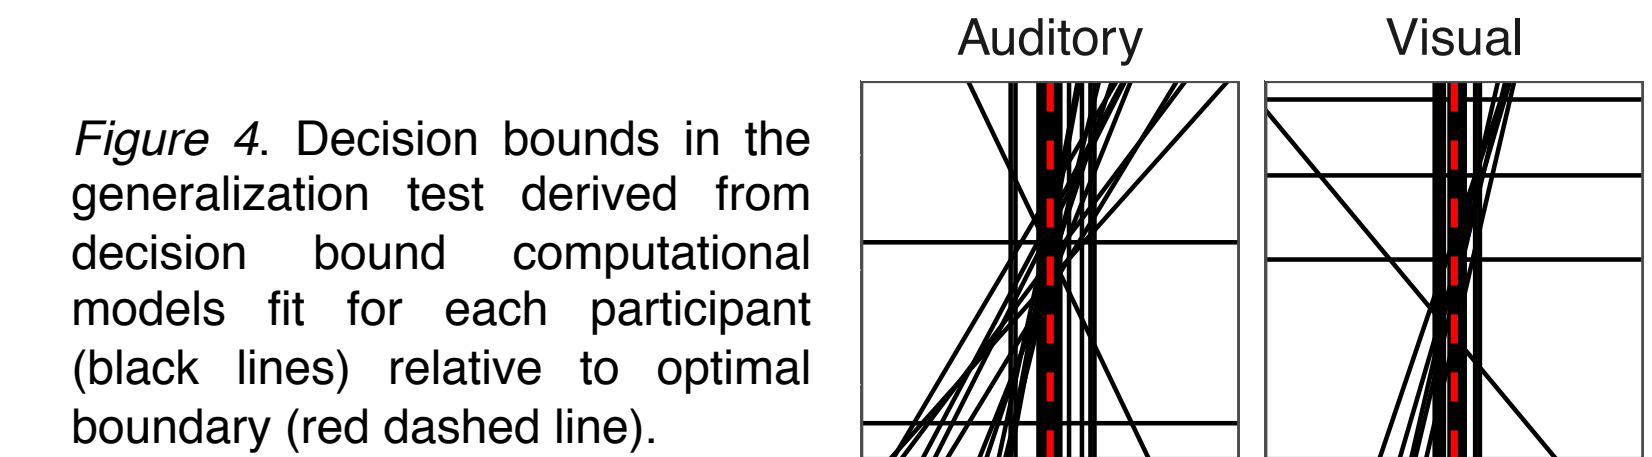 Auditory
Visual
Figure 4. Decision bounds in the
generalization test derived from
decision bound computational
models fit for each participant
(black lines) relative to optimal
boundary (red dashed line).